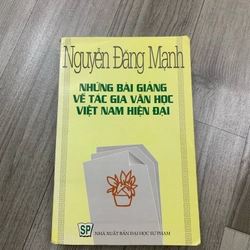 Nguyễn Đăng Mạnh
NHỮNG BÀI GIẢNG
VỀ TÁC GIA VĂN HỌC
VIỆT NAM HIỆN ĐẠI
SP
NHÀ XUẤT BẢN ĐẠI HỌC SƯ PHẠM